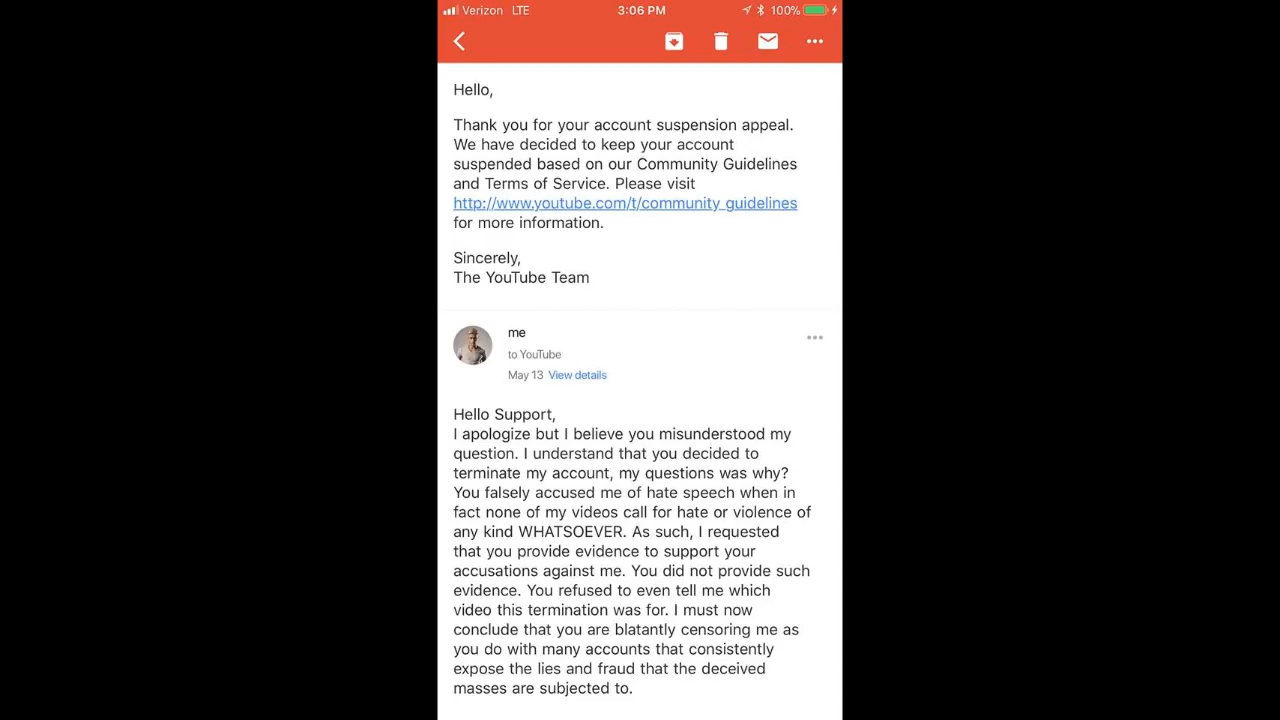 Verizon LTE 3:06 PM 100%
Hello,
Thank you for your account suspension appeal.
We have decided to keep your account
suspended based on our Community Guidelines
and Terms of Service. Please visit
http://www.youtube.com/t/community_guidelines
for more information.
Sincerely,
The YouTube Team
me
to YouTube
May 13 View details
Hello Support,
I apologize but I believe you misunderstood my
question. I understand that you decided to
terminate my account, my questions was why?
You falsely accused me of hate speech when in
fact none of my videos call for hate or violence of
any kind WHATSOEVER. As such, I requested
that you provide evidence to support your
accusations against me. You did not provide such
evidence. You refused to even tell me which
video this termination was for. I must now
conclude that you are blatantly censoring me as
you do with many accounts that consistently
expose the lies and fraud that the deceived
masses are subjected to.